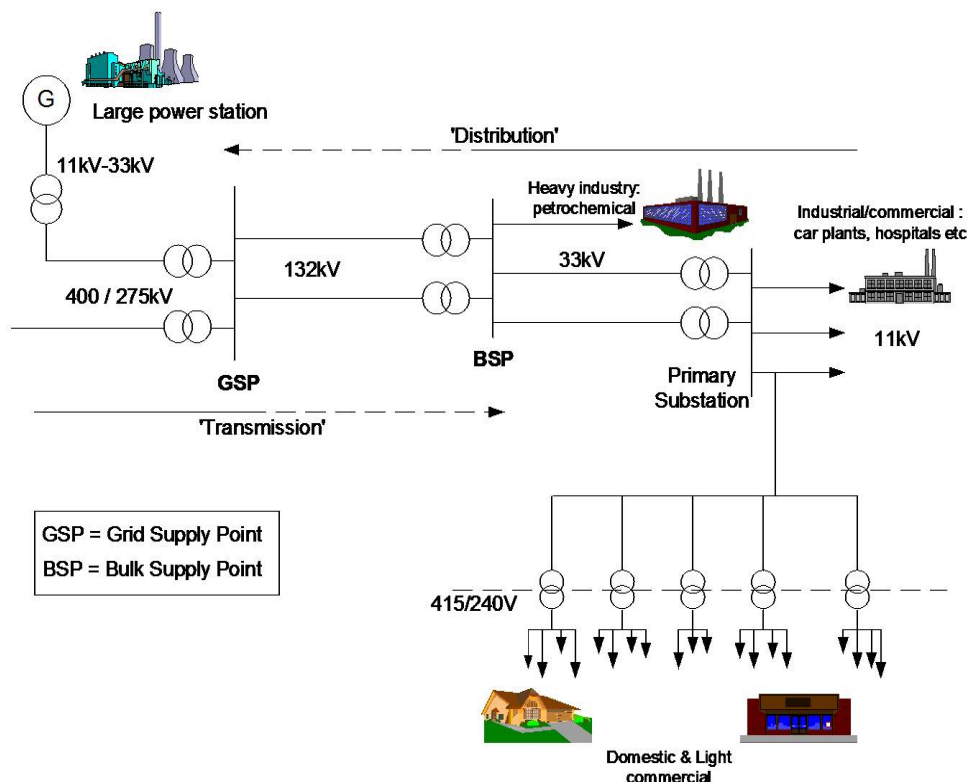 G
Large power station
'Distribution'
11kV-33kV
Heavy industry:
petrochemical
Industrial/commercial :
car plants, hospitals etc
132kV
33kV
400 / 275kV
11kV
GSP
BSP
Primary
Substation
'Transmission'
GSP = Grid Supply Point
BSP = Bulk Supply Point
415/240V
Domestic & Light
commercial